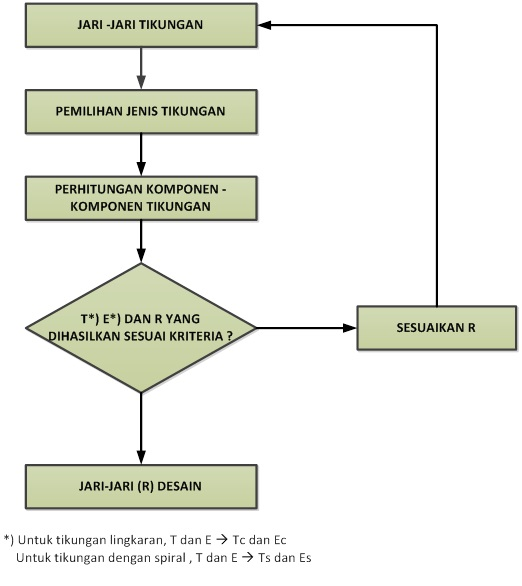 JARI -JARI TIKUNGAN
PEMILIHAN JENIS TIKUNGAN
PERHITUNGAN KOMPONEN -
KOMPONEN TIKUNGAN
T*) E*) DAN R YANG
DIHASILKAN SESUAI KRITERIA ?
SESUAIKAN R
JARI-JARI (R) DESAIN
*) Untuk tikungan lingkaran, T dan E → Tc dan Ec
Untuk tikungan dengan spiral , T dan E → Ts dan Es